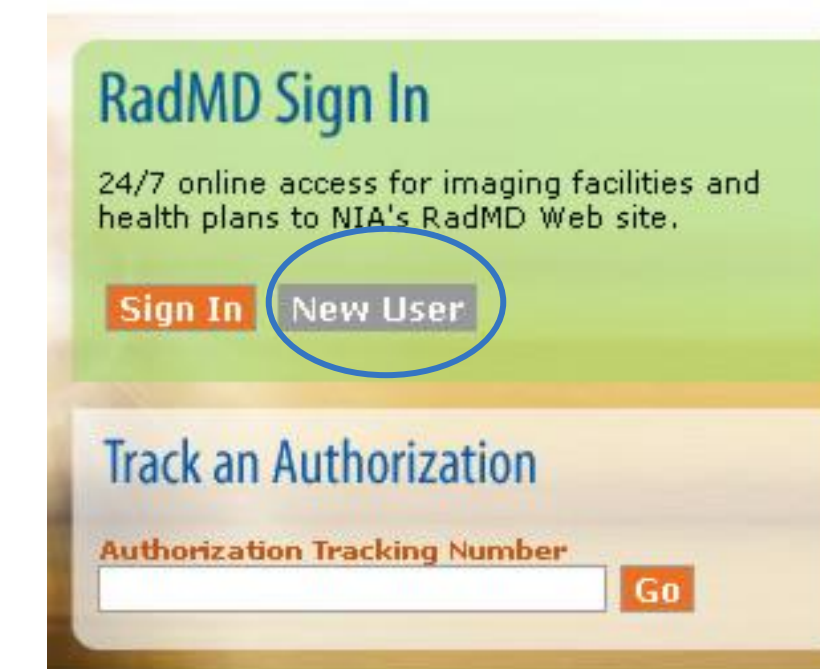 RadMD Sign In
24/7 online access for imaging facilities and
health plans to NIA's RadMD Web site.
Sign In New User
Track an Authorization
Authorization Tracking Number
Go